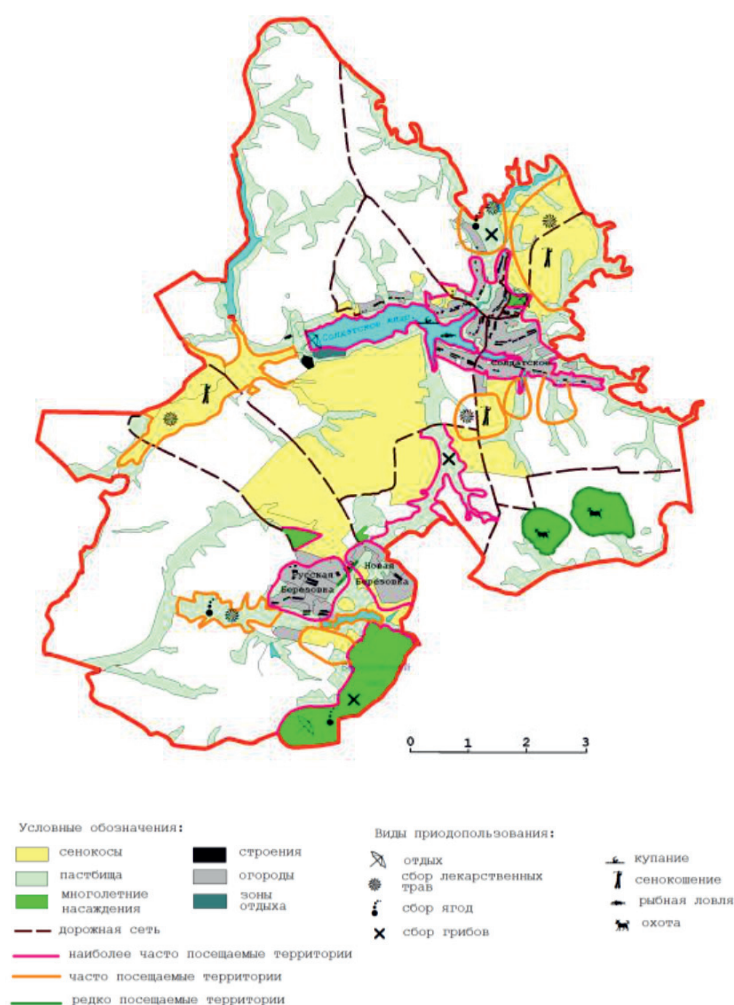 Солдатское
Русская
Березовка
Новая
Березовка
0 1 2 3
Условные обозначения:
сенокосы
пастбища
многолетние
насаждения
строения
огороды
зоны
отдыха
дорожная сеть
наиболее часто посещаемые территории
часто посещаемые территории
редко посещаемые территории
Виды приодопользования:
отдых
сбор лекарственных
трав
сбор ягод
сбор грибов
купание
сенокошение
рыбная ловля
охота